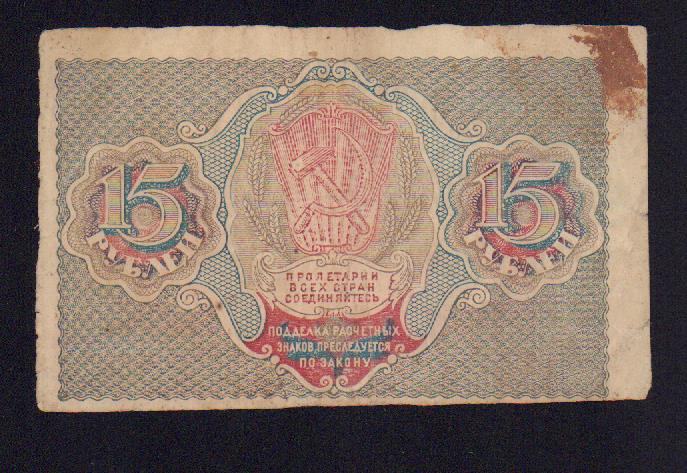 15
РУБЛЕЙ
15
РУБЛЕЙ
ПРОЛЕТАРИИ
ВСЕХ СТРАН
СОЕДИНЯЙТЕСЬ
ПОДДЕЛКА РАСЧЕТНЫХ
ЗНАКОВ ПРЕСЛЕДУЕТСЯ
ПО ЗАКОНУ